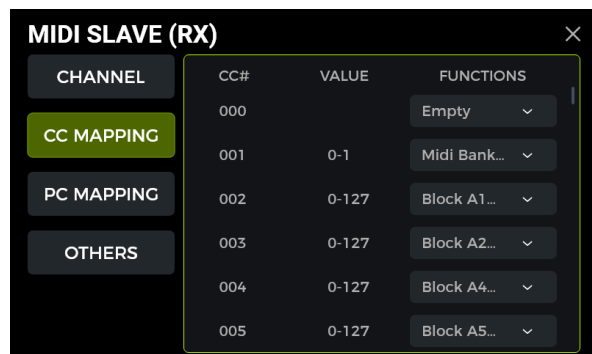 MIDI SLAVE (RX)
CHANNEL
CC MAPPING
PC MAPPING
OTHERS
CC# VALUE FUNCTIONS
000 Empty
001 0-1 Midi Bank...
002 0-127 Block A1...
003 0-127 Block A2...
004 0-127 Block A4...
005 0-127 Block A5...